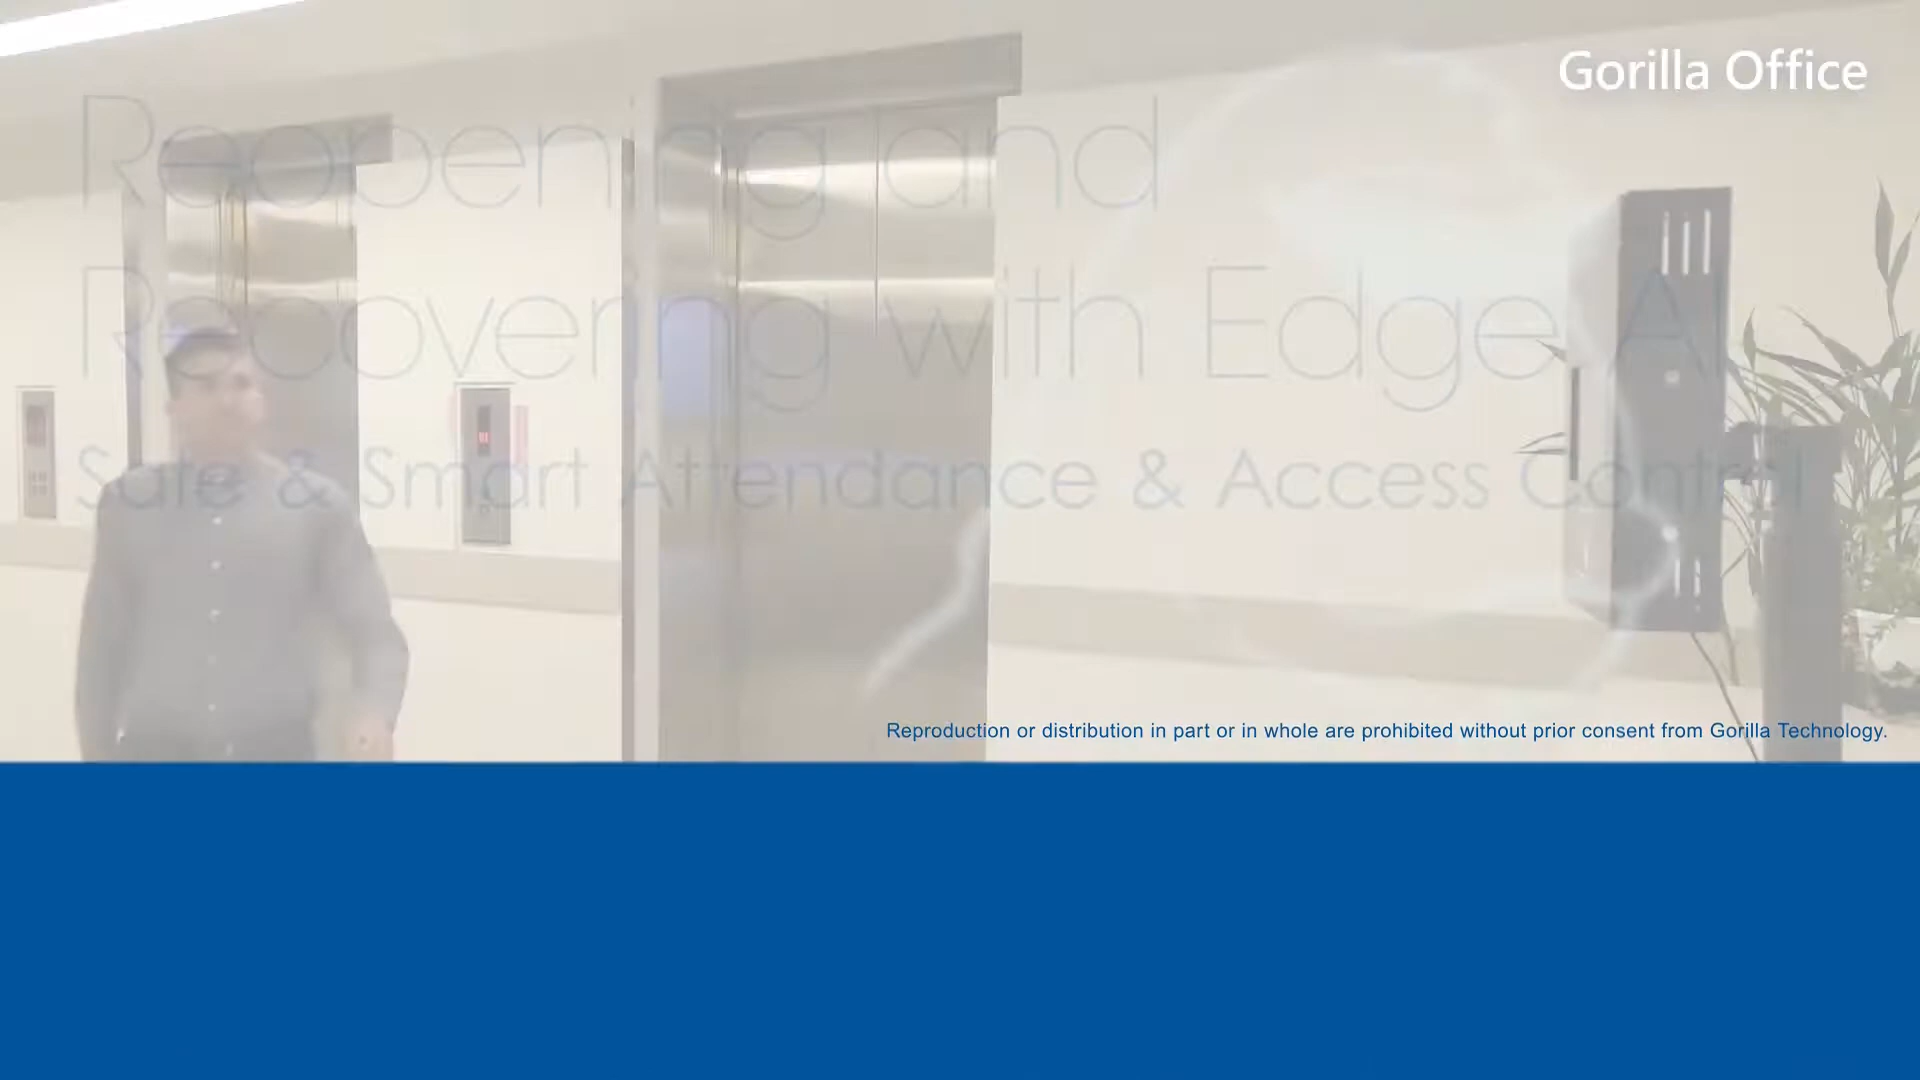 Gorilla Office
Reopening and
Recovering with Edge AI
Safe & Smart Attendance & Access Control
Reproduction or distribution in part or in whole are prohibited without prior consent from Gorilla Technology.